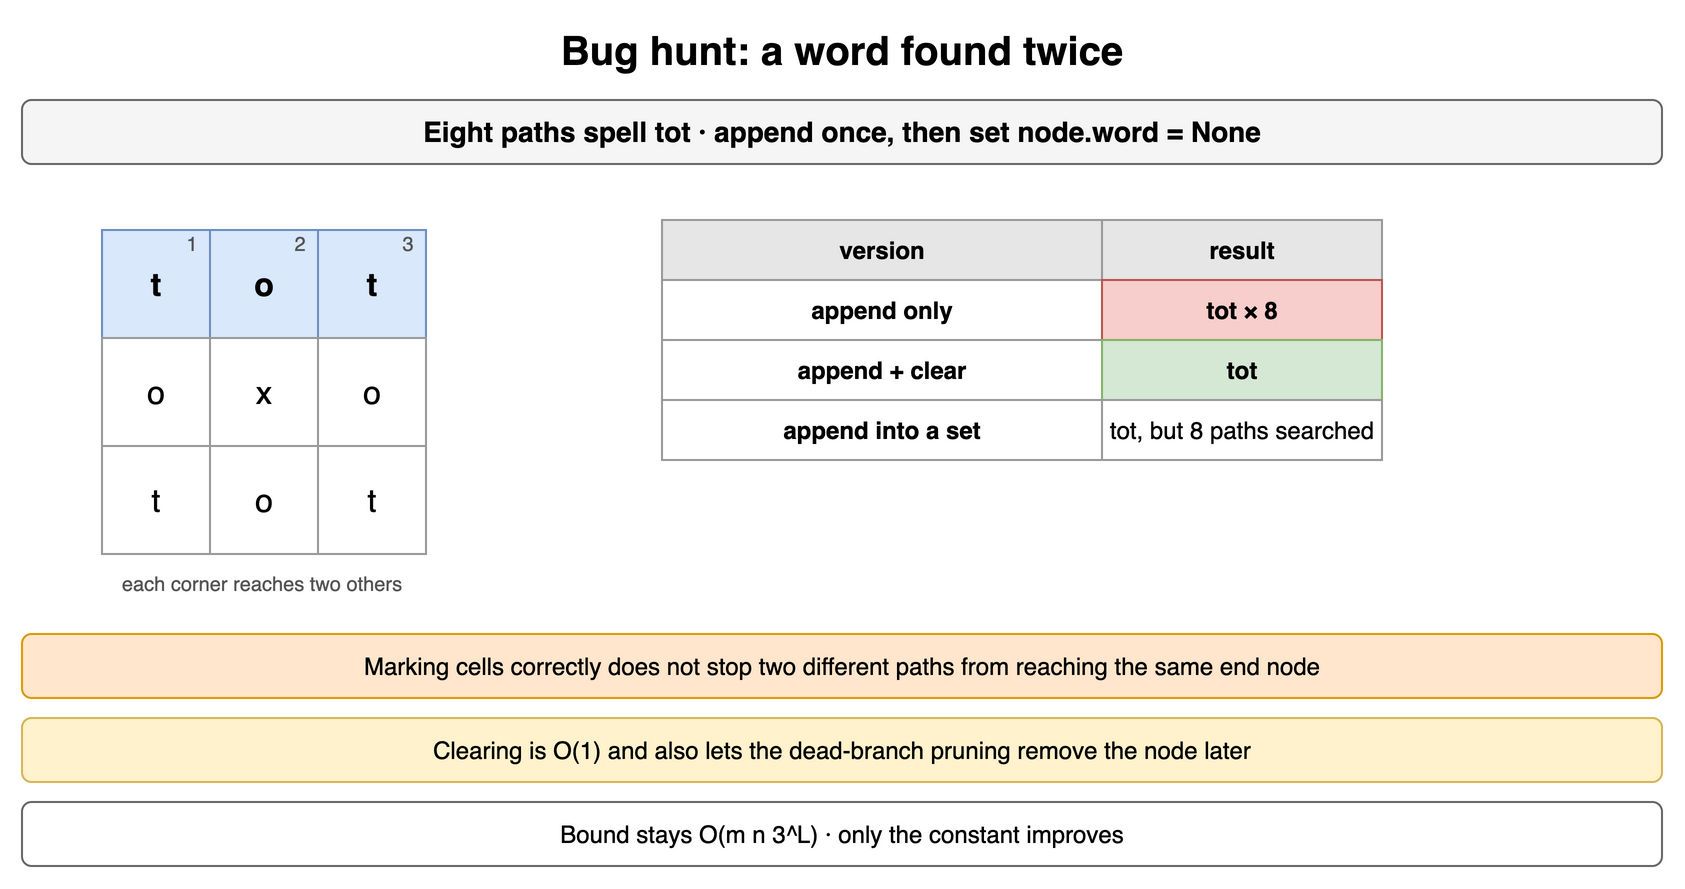 Bug hunt: a word found twice
Eight paths spell tot · append once, then set node.word = None
1 2 3
t o t
o x o
t o t
each corner reaches two others
version result
append only tot × 8
append + clear tot
append into a set tot, but 8 paths searched
Marking cells correctly does not stop two different paths from reaching the same end node
Clearing is O(1) and also lets the dead-branch pruning remove the node later
Bound stays O(m n 3^L) · only the constant improves